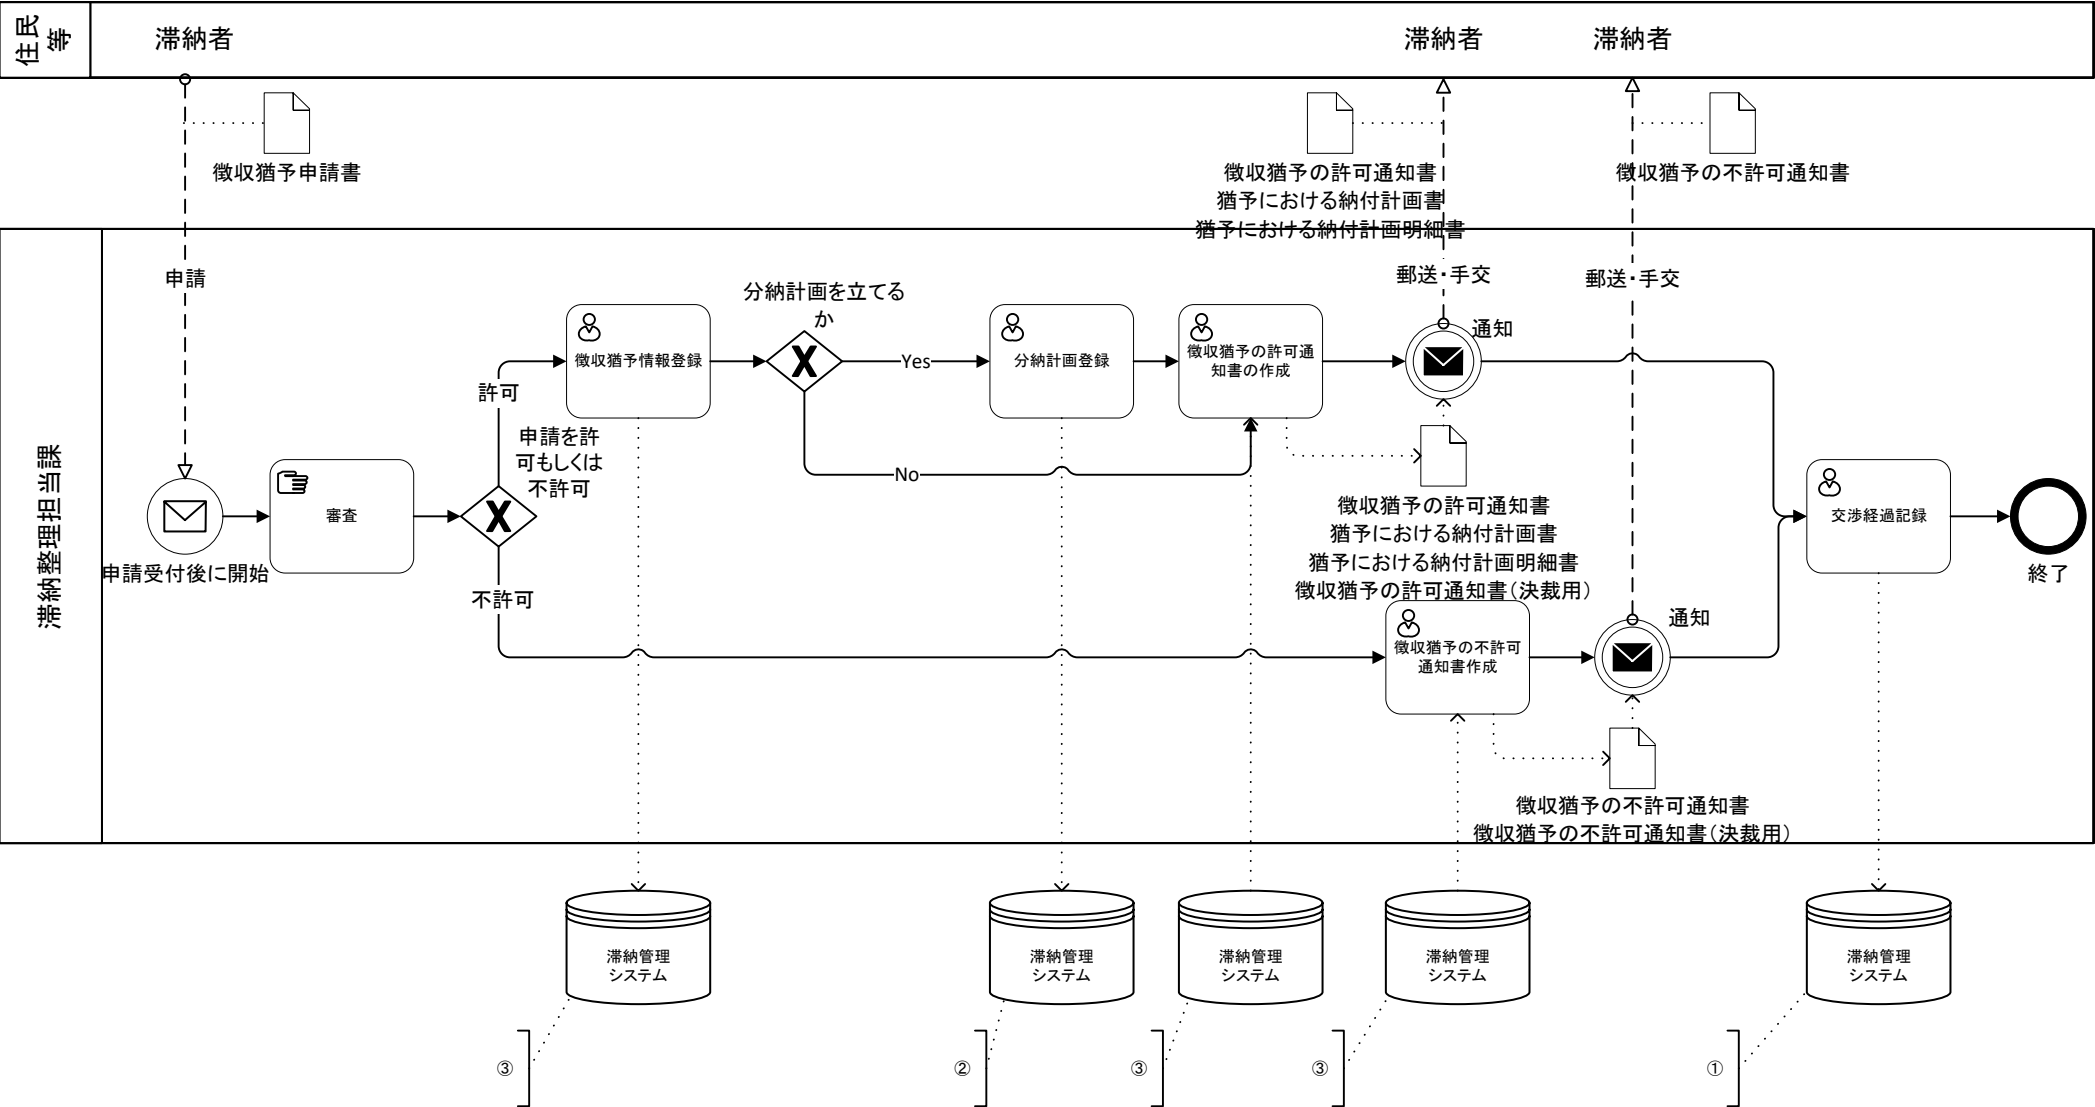 住民等
滞納者
滞納者
滞納者
徴収猶予申請書
徴収猶予の許可通知書
猶予における納付計画書
猶予における納付計画明細書
徴収猶予の不許可通知書
滞納整理担当課
申請
郵送・手交
郵送・手交
申請受付後に開始
審査
申請を許
可もしくは
不許可
許可
不許可
徴収猶予情報登録
分納計画を立てる
か
Yes
No
分納計画登録
徴収猶予の許可通
知書の作成
通知
徴収猶予の許可通知書
猶予における納付計画書
猶予における納付計画明細書
徴収猶予の許可通知書（決裁用）
徴収猶予の不許可
通知書作成
通知
徴収猶予の不許可通知書
徴収猶予の不許可通知書（決裁用）
交渉経過記録
終了
滞納管理
システム
滞納管理
システム
滞納管理
システム
滞納管理
システム
滞納管理
システム
③
②
③
③
①